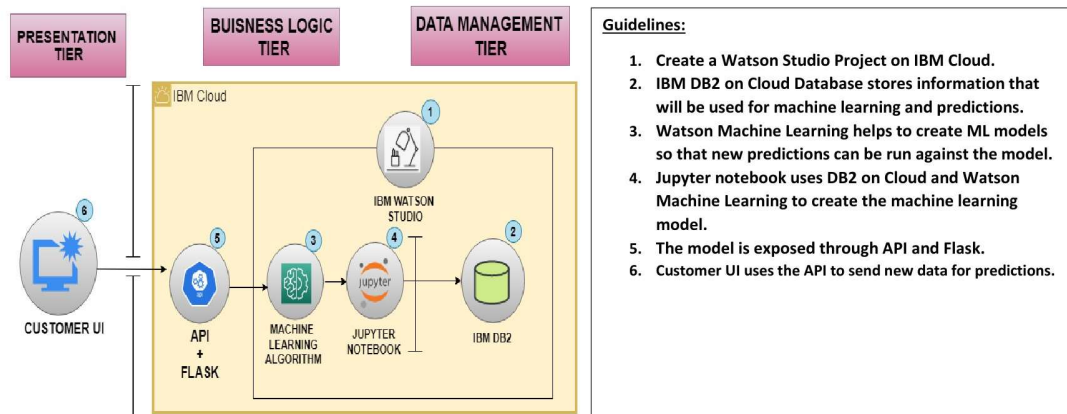 PRESENTATION
TIER
BUISNESS LOGIC
TIER
DATA MANAGEMENT
TIER
IBM Cloud
1
IBM WATSON
STUDIO
6
CUSTOMER UI
5
API
+
FLASK
3
MACHINE
LEARNING
ALGORITHM
4
jupyter
JUPYTER
NOTEBOOK
2
IBM DB2
Guidelines:
1. Create a Watson Studio Project on IBM Cloud.
2. IBM DB2 on Cloud Database stores information that
will be used for machine learning and predictions.
3. Watson Machine Learning helps to create ML models
so that new predictions can be run against the model.
4. Jupyter notebook uses DB2 on Cloud and Watson
Machine Learning to create the machine learning
model.
5. The model is exposed through API and Flask.
6. Customer UI uses the API to send new data for predictions.